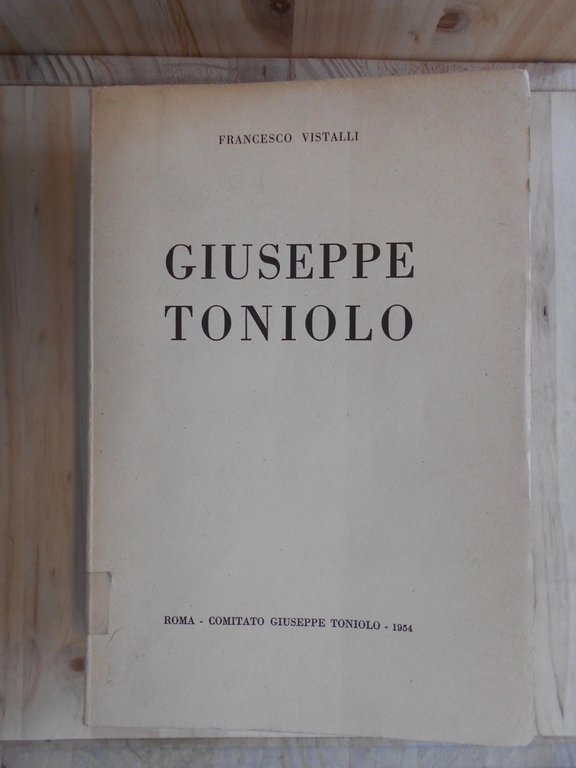 FRANCESCO VISTALLI
GIUSEPPE
TONIOLO
ROMA - COMITATO GIUSEPPE TONIOLO - 1954